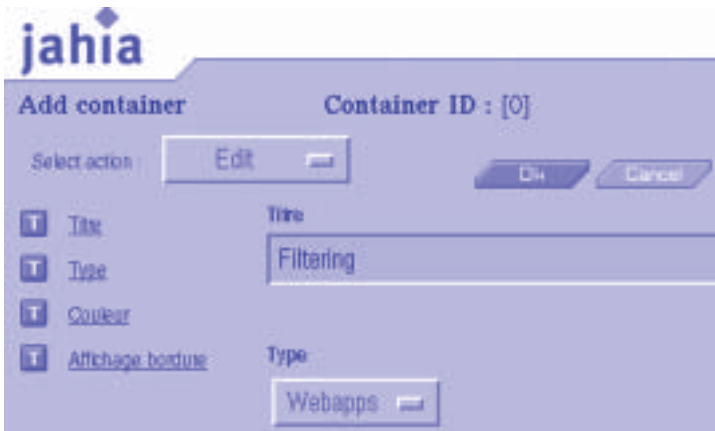 jahia
Add container Container ID : [0]
Select action : Edit
Ok Cancel
T Titre
T Type
T Couleur
T Affichage bordure
Titre
Filtering
Type
Webapps